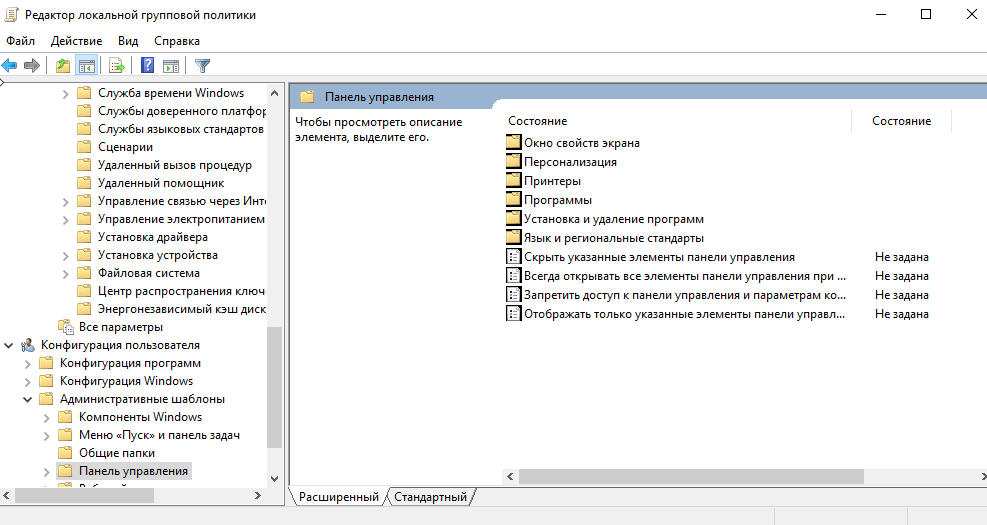 Редактор локальной групповой политики
Файл Действие Вид Справка
Служба времени Windows
Службы доверенного платфор
Службы языковых стандартов
Сценарии
Удаленный вызов процедур
Удаленный помощник
Управление связью через Инте
Управление электропитанием
Установка драйвера
Установка устройства
Файловая система
Центр распространения ключ
Энергонезависимый кэш диск
Все параметры
Конфигурация пользователя
Конфигурация программ
Конфигурация Windows
Административные шаблоны
Компоненты Windows
Меню «Пуск» и панель задач
Общие папки
Панель управления
Панель управления
Чтобы просмотреть описание
элемента, выделите его.
Состояние Состояние
Окно свойств экрана
Персонализация
Принтеры
Программы
Установка и удаление программ
Язык и региональные стандарты
Скрыть указанные элементы панели управления Не задана
Всегда открывать все элементы панели управления при ... Не задана
Запретить доступ к панели управления и параметрам ко... Не задана
Отображать только указанные элементы панели управл... Не задана
Расширенный Стандартный